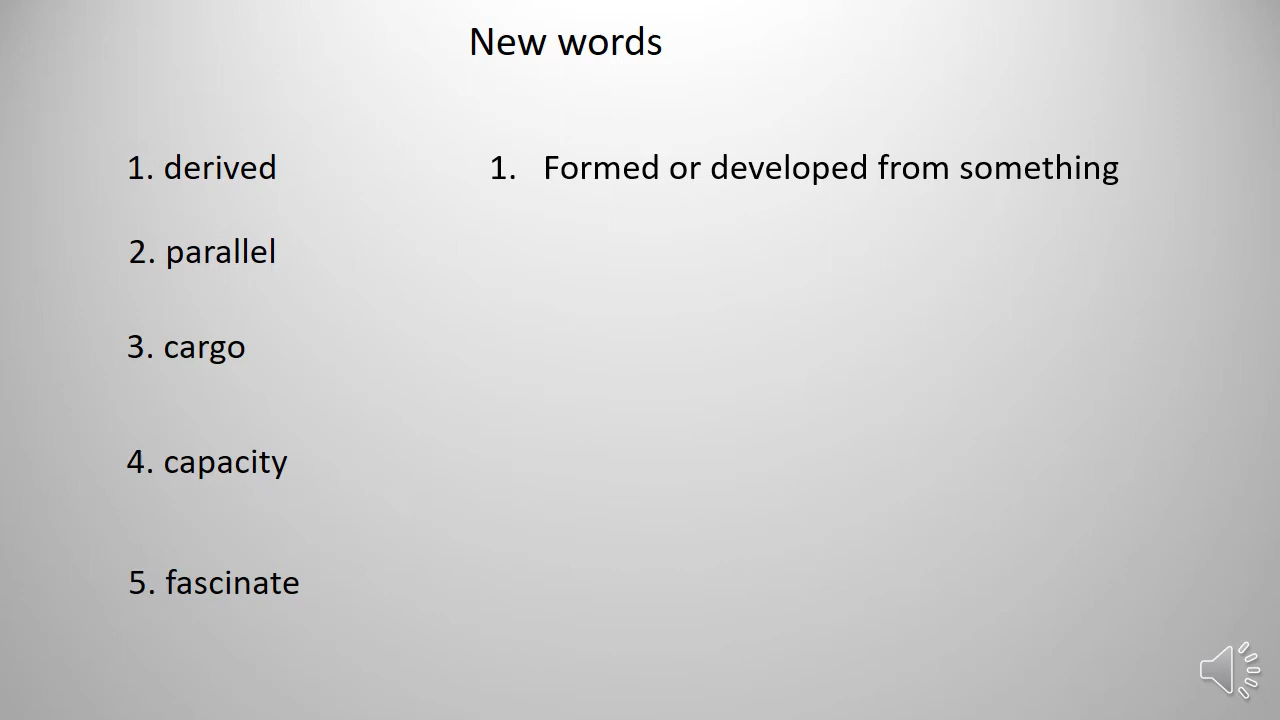 New words
1. derived
1. Formed or developed from something
2. parallel
3. cargo
4. capacity
5. fascinate